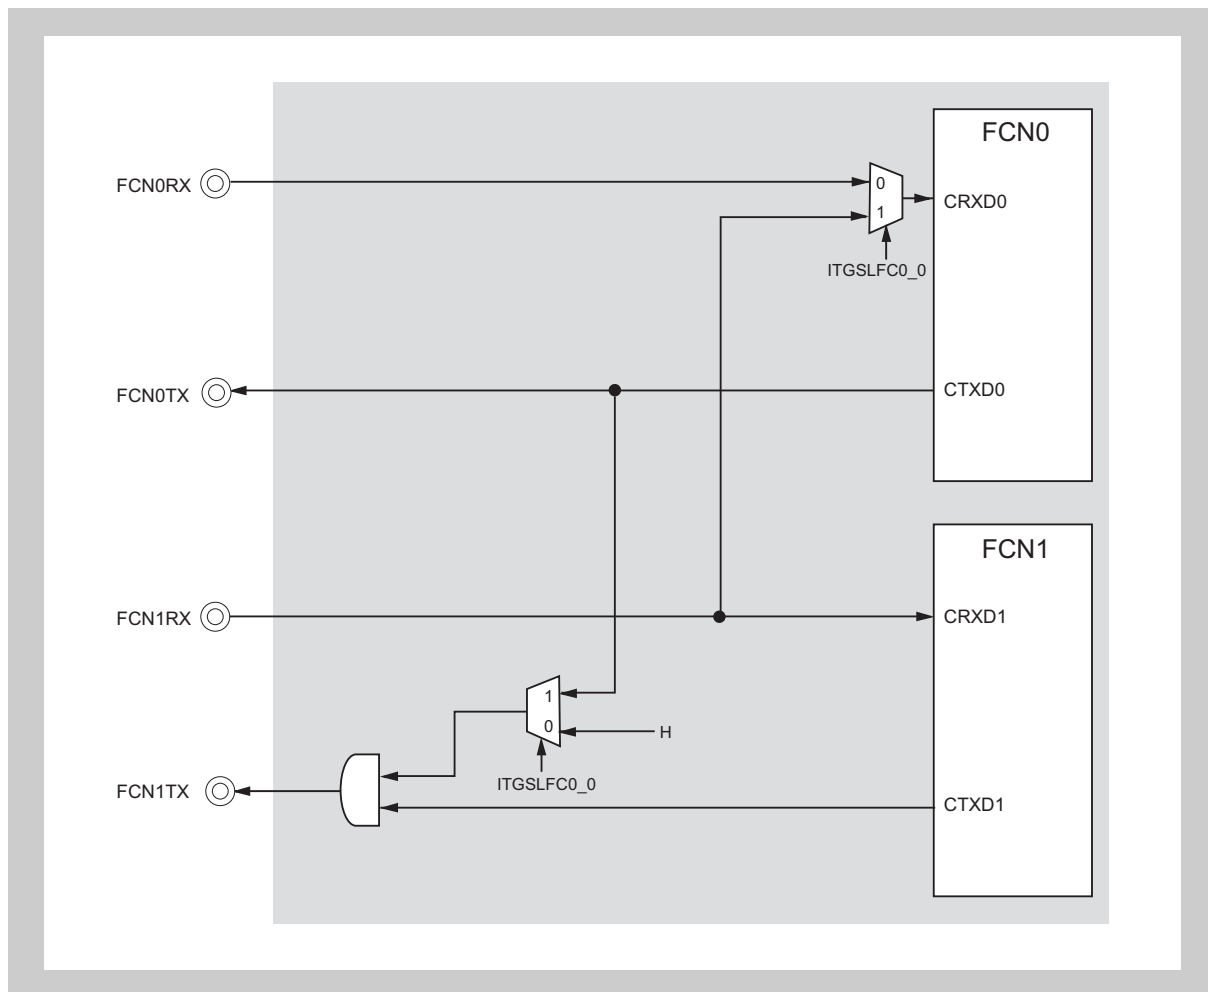 FCN0
FCN0RX
0
CRXD0
1
ITGSLFC0_0
FCN0TX
CTXD0
FCN1
FCN1RX
CRXD1
1
0
H
ITGSLFC0_0
FCN1TX
CTXD1